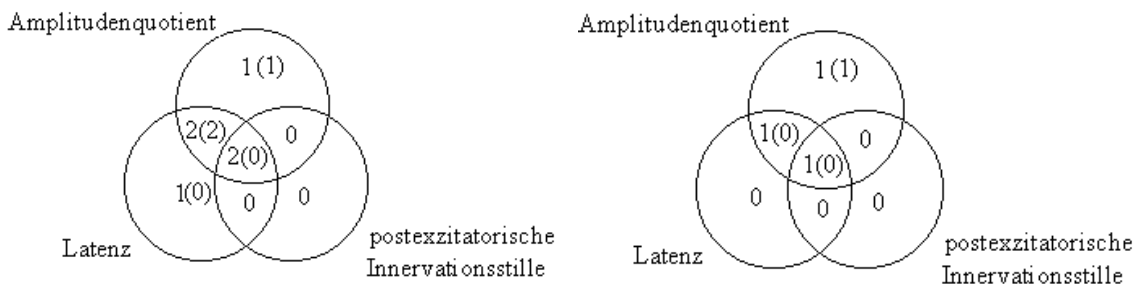 Amplitudenquotient
1(1)
2(2)
0
2(0)
1(0)
0
0
Latenz
postexzitatorische
Innervationsstille
Amplitudenquotient
1(1)
1(0)
0
1(0)
0
0
0
Latenz
postexzitatorische
Innervationsstille